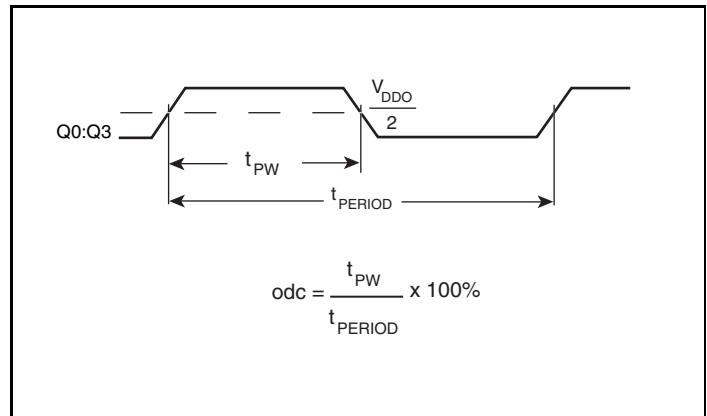 V_DDO
2
Q0:Q3
t_PW
t_PERIOD
odc = t_PW x 100%
t_PERIOD